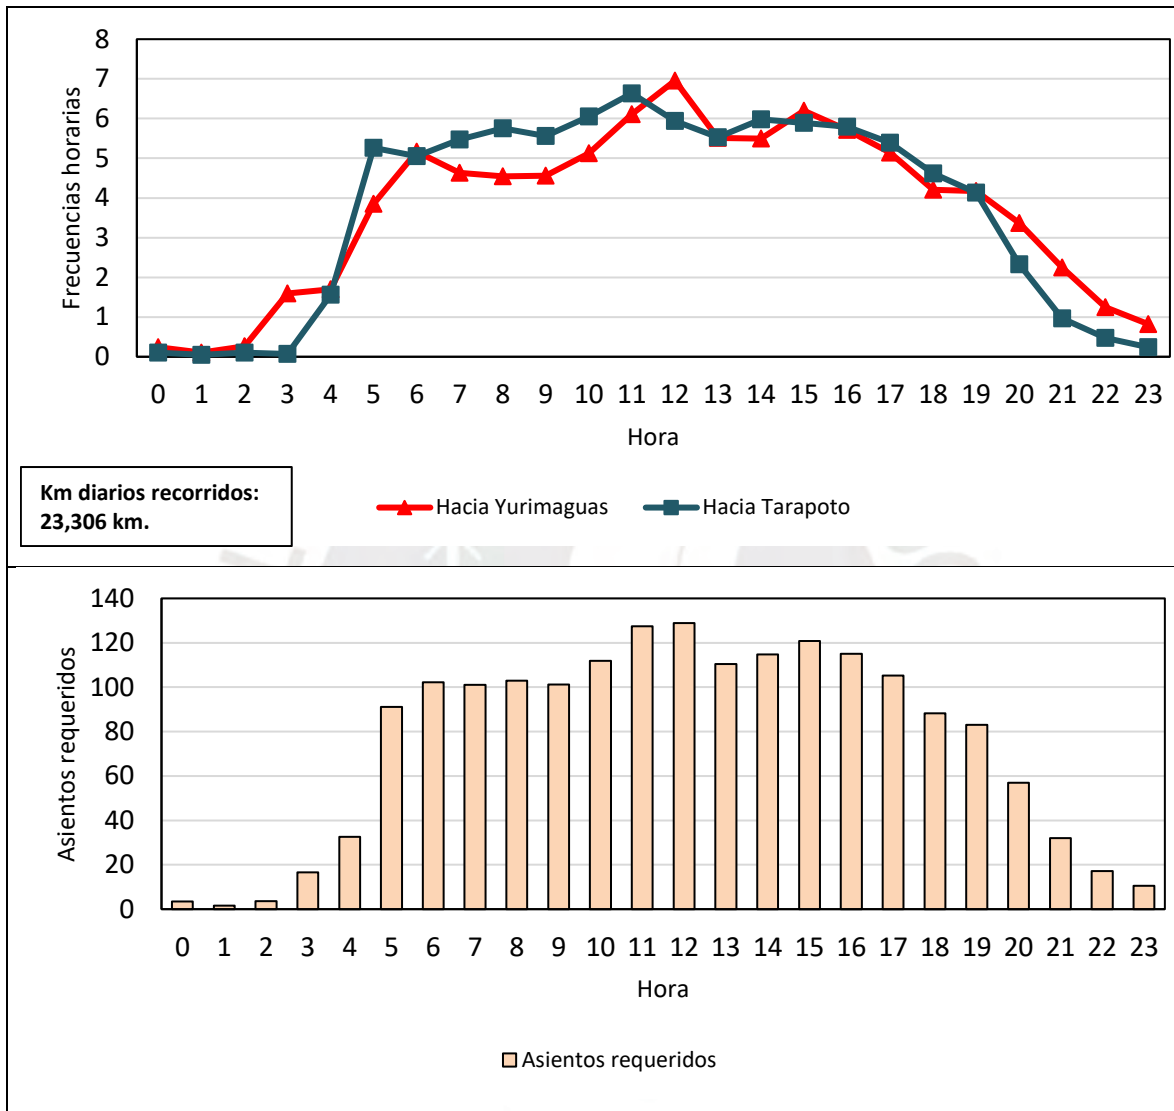 Frecuencias horarias
8
7
6
5
4
3
2
1
0
0 1 2 3 4 5 6 7 8 9 10 11 12 13 14 15 16 17 18 19 20 21 22 23
Hora
Km diarios recorridos:
23,306 km.
Hacia Yurimaguas
Hacia Tarapoto
Asientos requeridos
140
120
100
80
60
40
20
0
0 1 2 3 4 5 6 7 8 9 10 11 12 13 14 15 16 17 18 19 20 21 22 23
Hora
Asientos requeridos